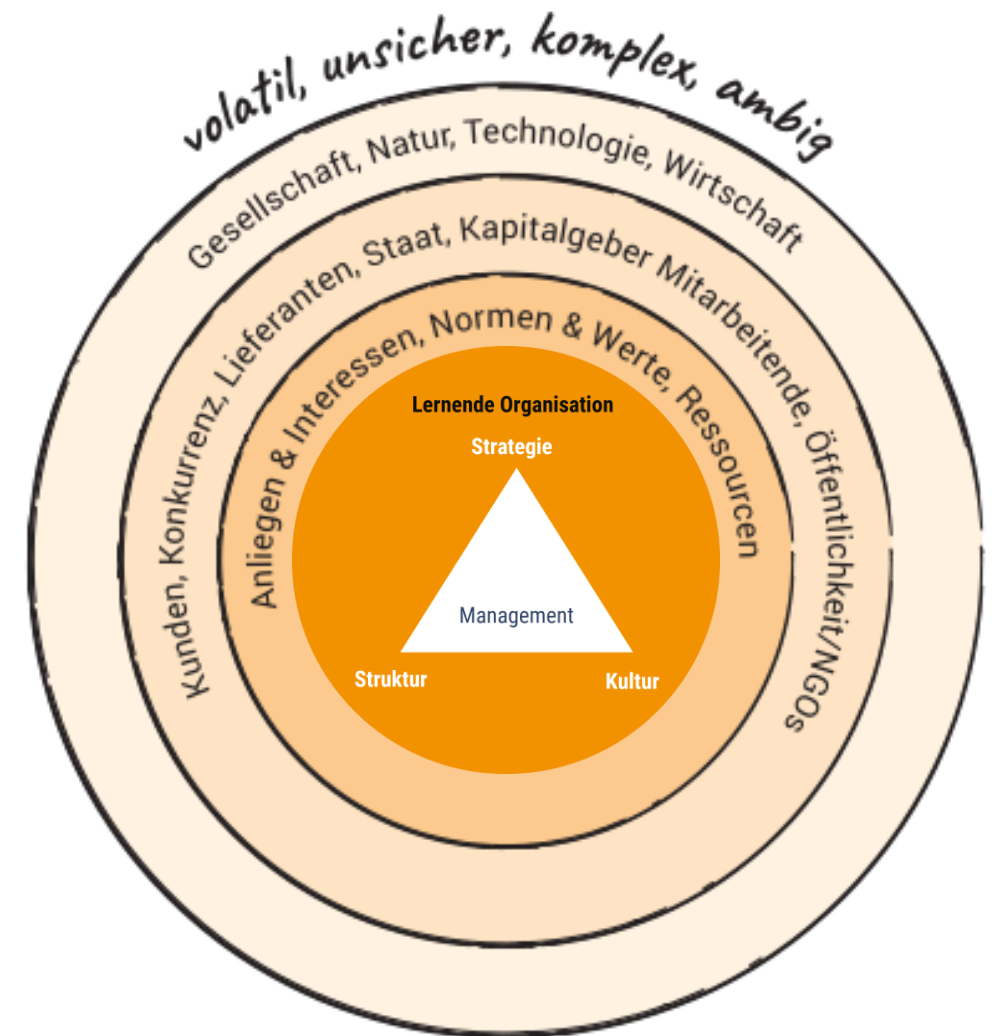 volatil, unsicher, komplex, ambig
Gesellschaft, Natur, Technologie, Wirtschaft
Kunden, Konkurrenz, Lieferanten, Staat, Kapitalgeber Mitarbeitende, Öffentlichkeit/NGOs
Anliegen & Interessen, Normen & Werte, Ressourcen
Lernende Organisation
Strategie
Management
Struktur
Kultur